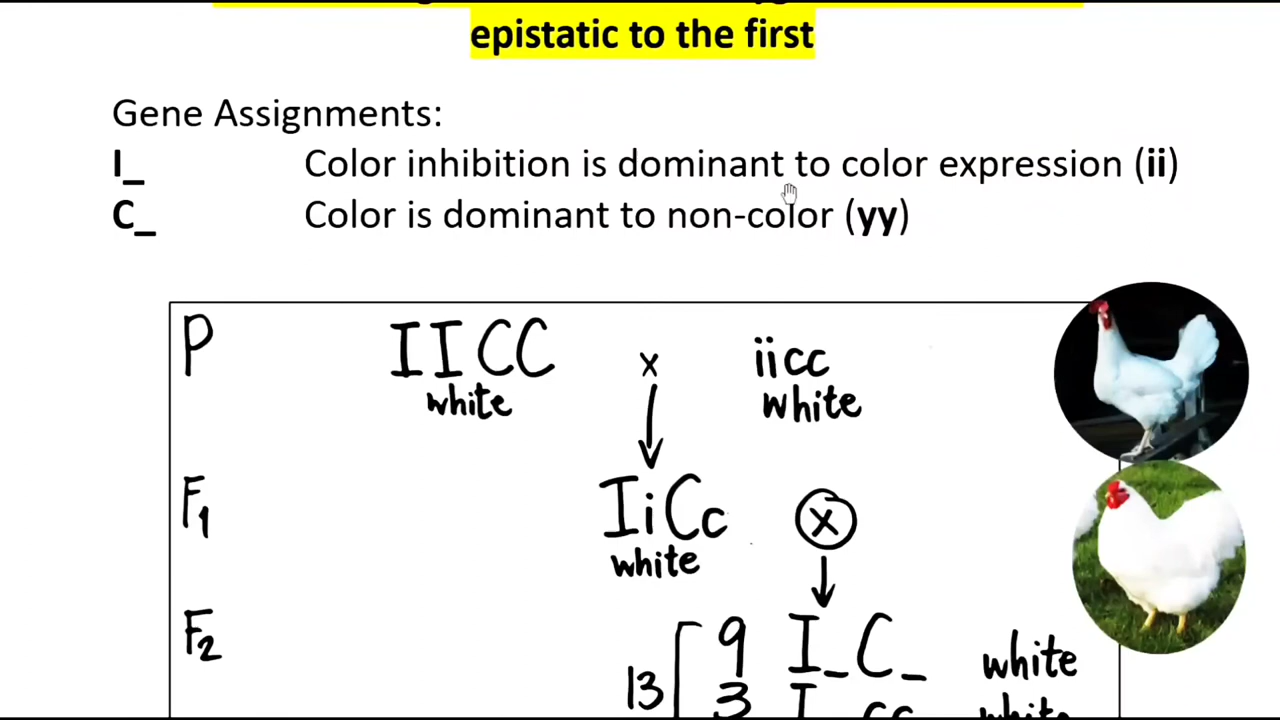 epistatic to the first
Gene Assignments:
I_ Color inhibition is dominant to color expression (ii)
C_ Color is dominant to non-color (yy)
P IICC x iicc
white white
F1 IiCc x
white
F2 9 I_C_ white
13 3